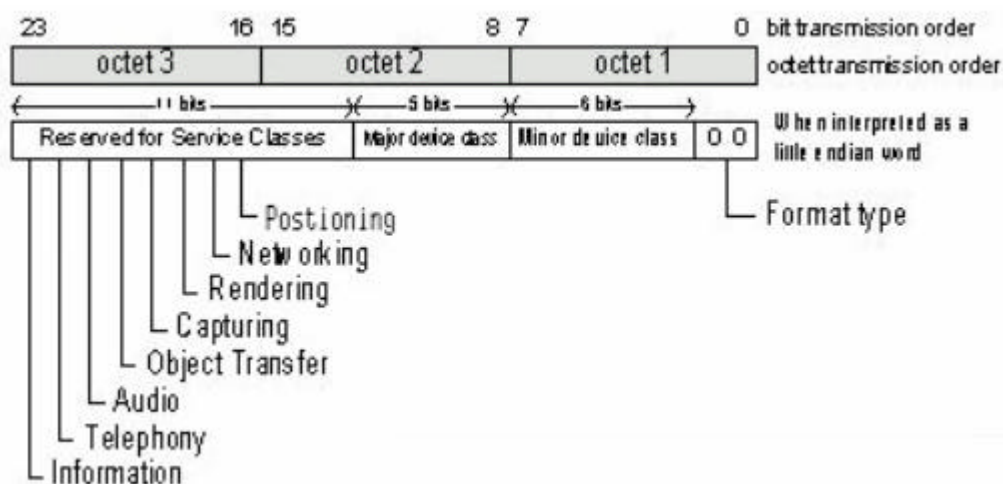 23 16 15 8 7 0 bit transmission order
octet 3 octet 2 octet 1 octet transmission order
11 bits 5 bits 6 bits
Reserved for Service Classes Major device class Minor device class 0 0 When interpreted as a
little endian word
Postioning Format type
Networking
Rendering
Capturing
Object Transfer
Audio
Telephony
Information